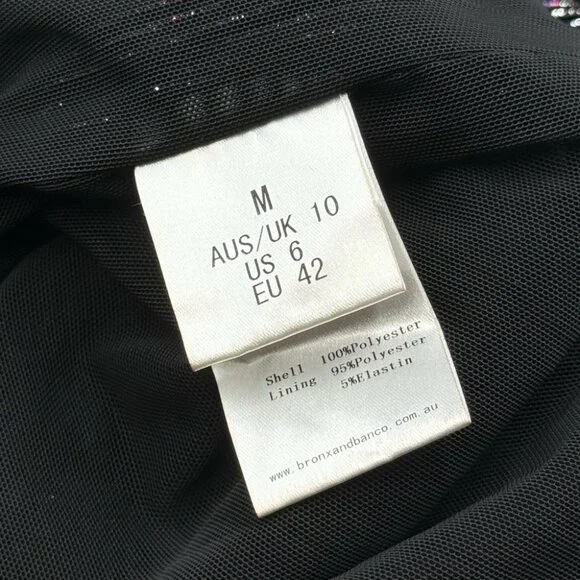 M
AUS/UK 10
US 6
EU 42
Shell 100%Polyester
Lining 95%Polyester
5%Elastin
www.bronxandbanco.com.au